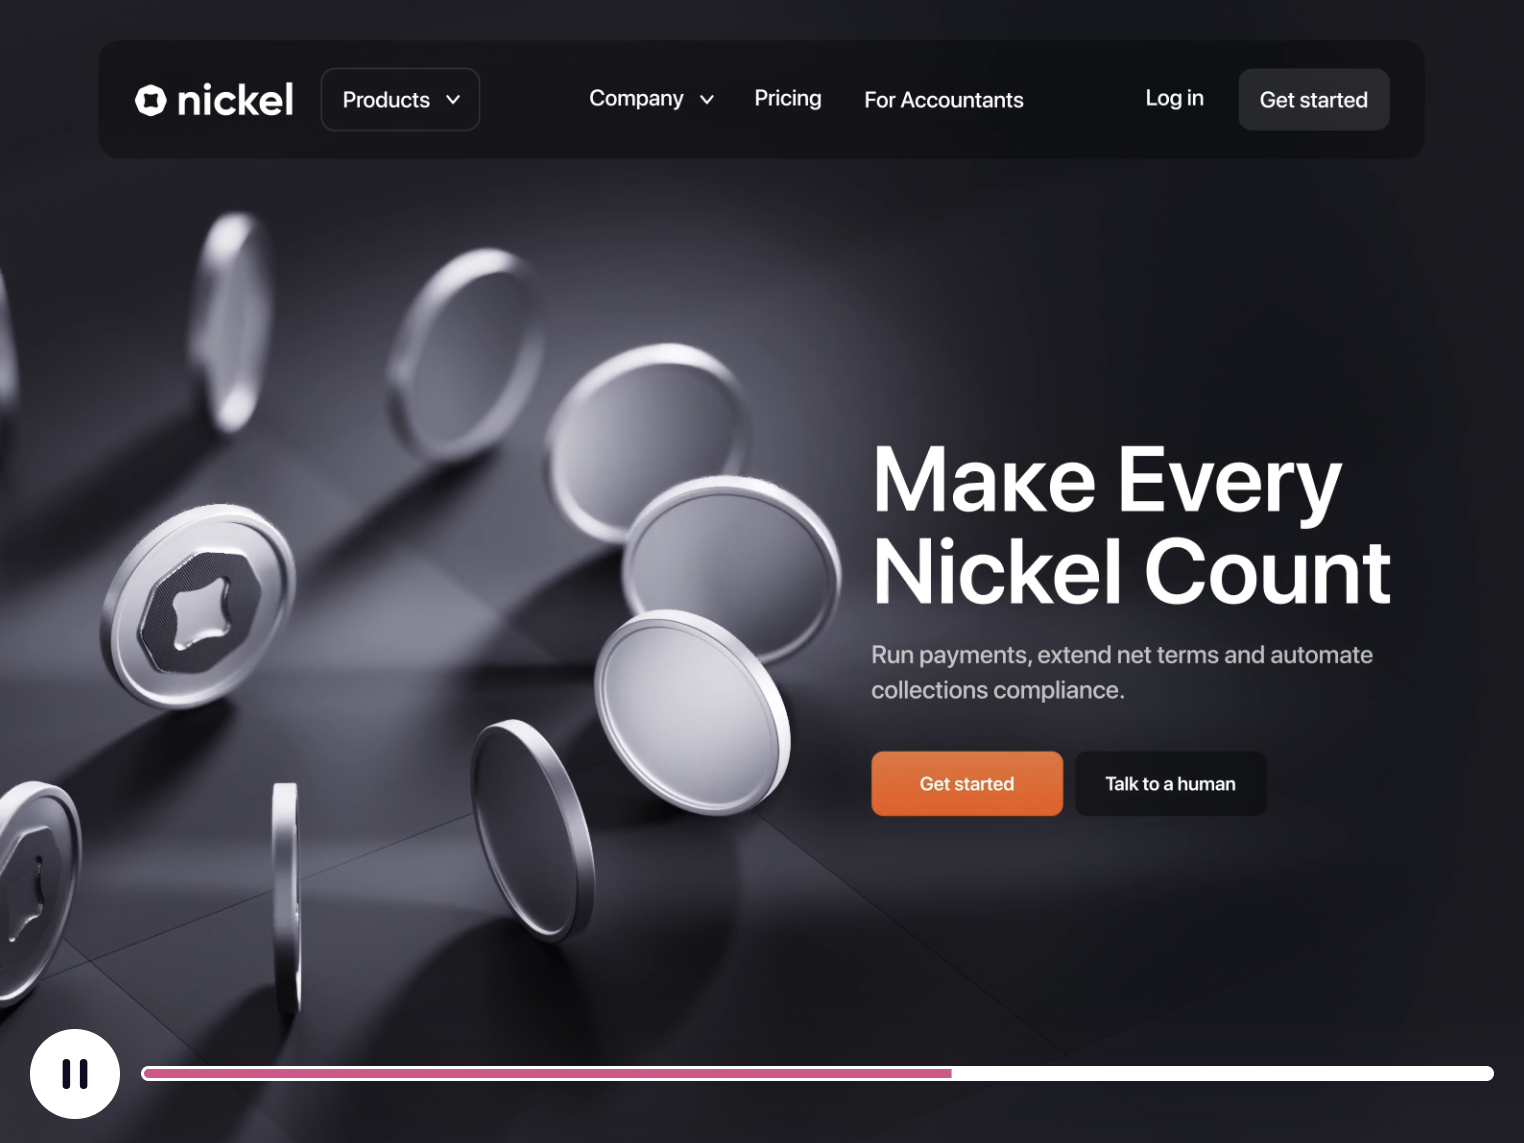 nickel
Products
Company
Pricing
For Accountants
Log in
Get started
Make Every
Nickel Count
Run payments, extend net terms and automate
collections compliance.
Get started
Talk to a human